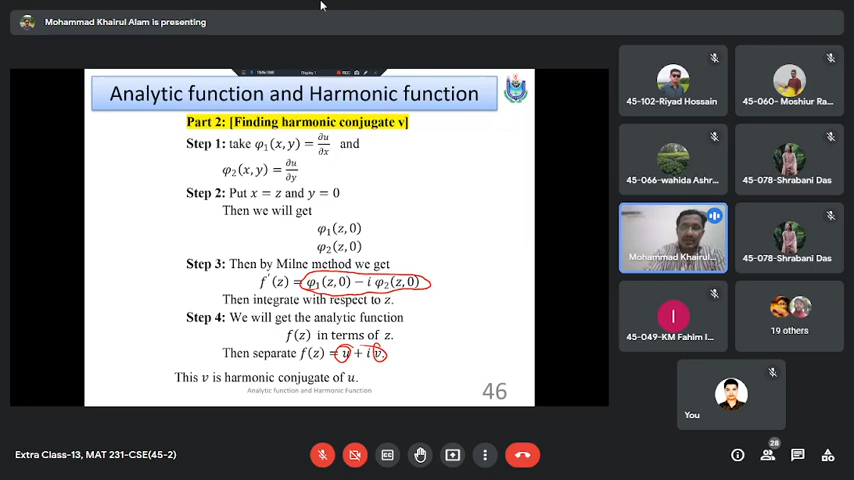 Mohammad Khairul Alam is presenting
Analytic function and Harmonic function
Part 2: [Finding harmonic conjugate v]
Step 1: take φ₁(x, y) = ∂u/∂x and
φ₂(x, y) = ∂u/∂y
Step 2: Put x = z and y = 0
Then we will get
φ₁(z, 0)
φ₂(z, 0)
Step 3: Then by Milne method we get
f′(z) = φ₁(z, 0) − i φ₂(z, 0)
Then integrate with respect to z.
Step 4: We will get the analytic function
f(z) in terms of z.
Then separate f(z) = u + i v.
This v is harmonic conjugate of u.
Analytic function and Harmonic Function
46
45-102-Riyad Hossain
45-060- Moshiur Ra...
45-066-wahida Ashr...
45-078-Shrabani Das
Mohammad Khairul...
45-078-Shrabani Das
I
45-049-KM Fahim I...
19 others
You
Extra Class-13, MAT 231-CSE(45-2)
28